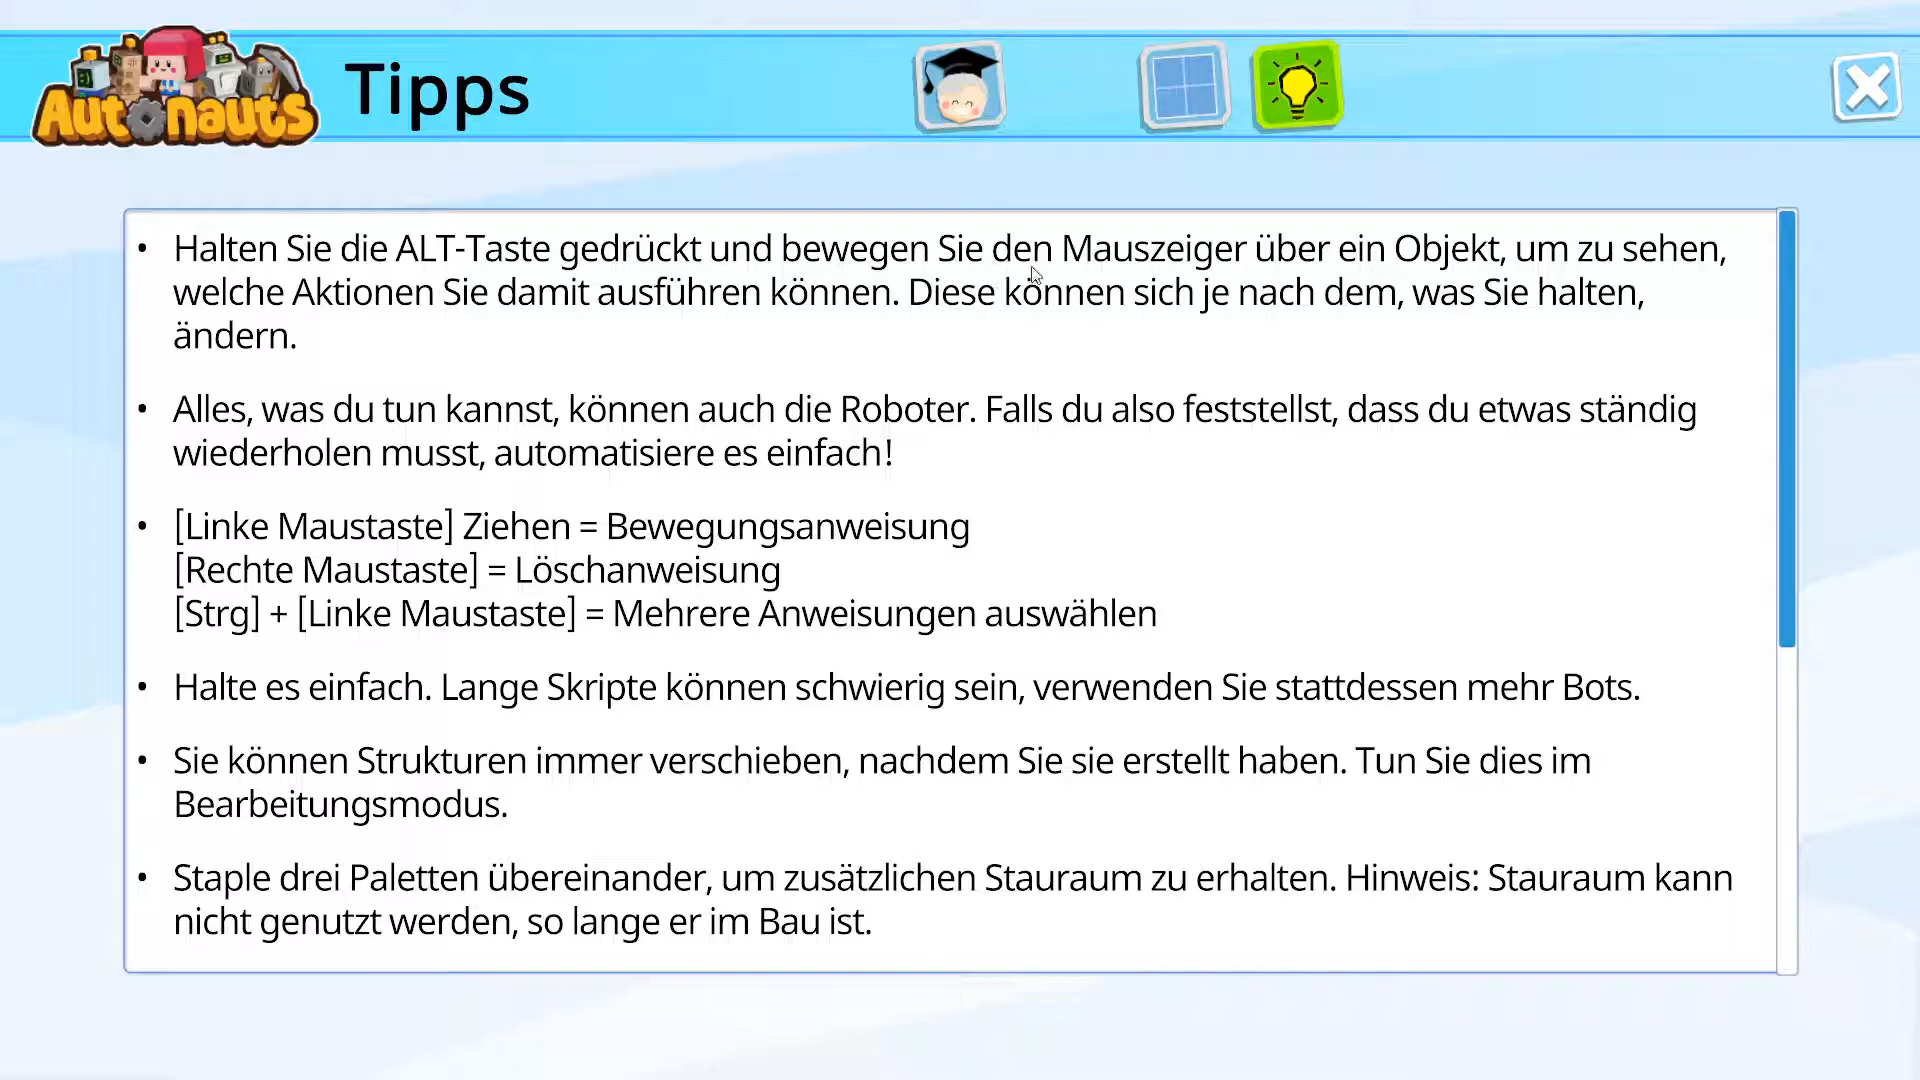 Autonauts
Tipps
• Halten Sie die ALT-Taste gedrückt und bewegen Sie den Mauszeiger über ein Objekt, um zu sehen,
welche Aktionen Sie damit ausführen können. Diese können sich je nach dem, was Sie halten,
ändern.
• Alles, was du tun kannst, können auch die Roboter. Falls du also feststellst, dass du etwas ständig
wiederholen musst, automatisiere es einfach!
• [Linke Maustaste] Ziehen = Bewegungsanweisung
[Rechte Maustaste] = Löschanweisung
[Strg] + [Linke Maustaste] = Mehrere Anweisungen auswählen
• Halte es einfach. Lange Skripte können schwierig sein, verwenden Sie stattdessen mehr Bots.
• Sie können Strukturen immer verschieben, nachdem Sie sie erstellt haben. Tun Sie dies im
Bearbeitungsmodus.
• Staple drei Paletten übereinander, um zusätzlichen Stauraum zu erhalten. Hinweis: Stauraum kann
nicht genutzt werden, so lange er im Bau ist.